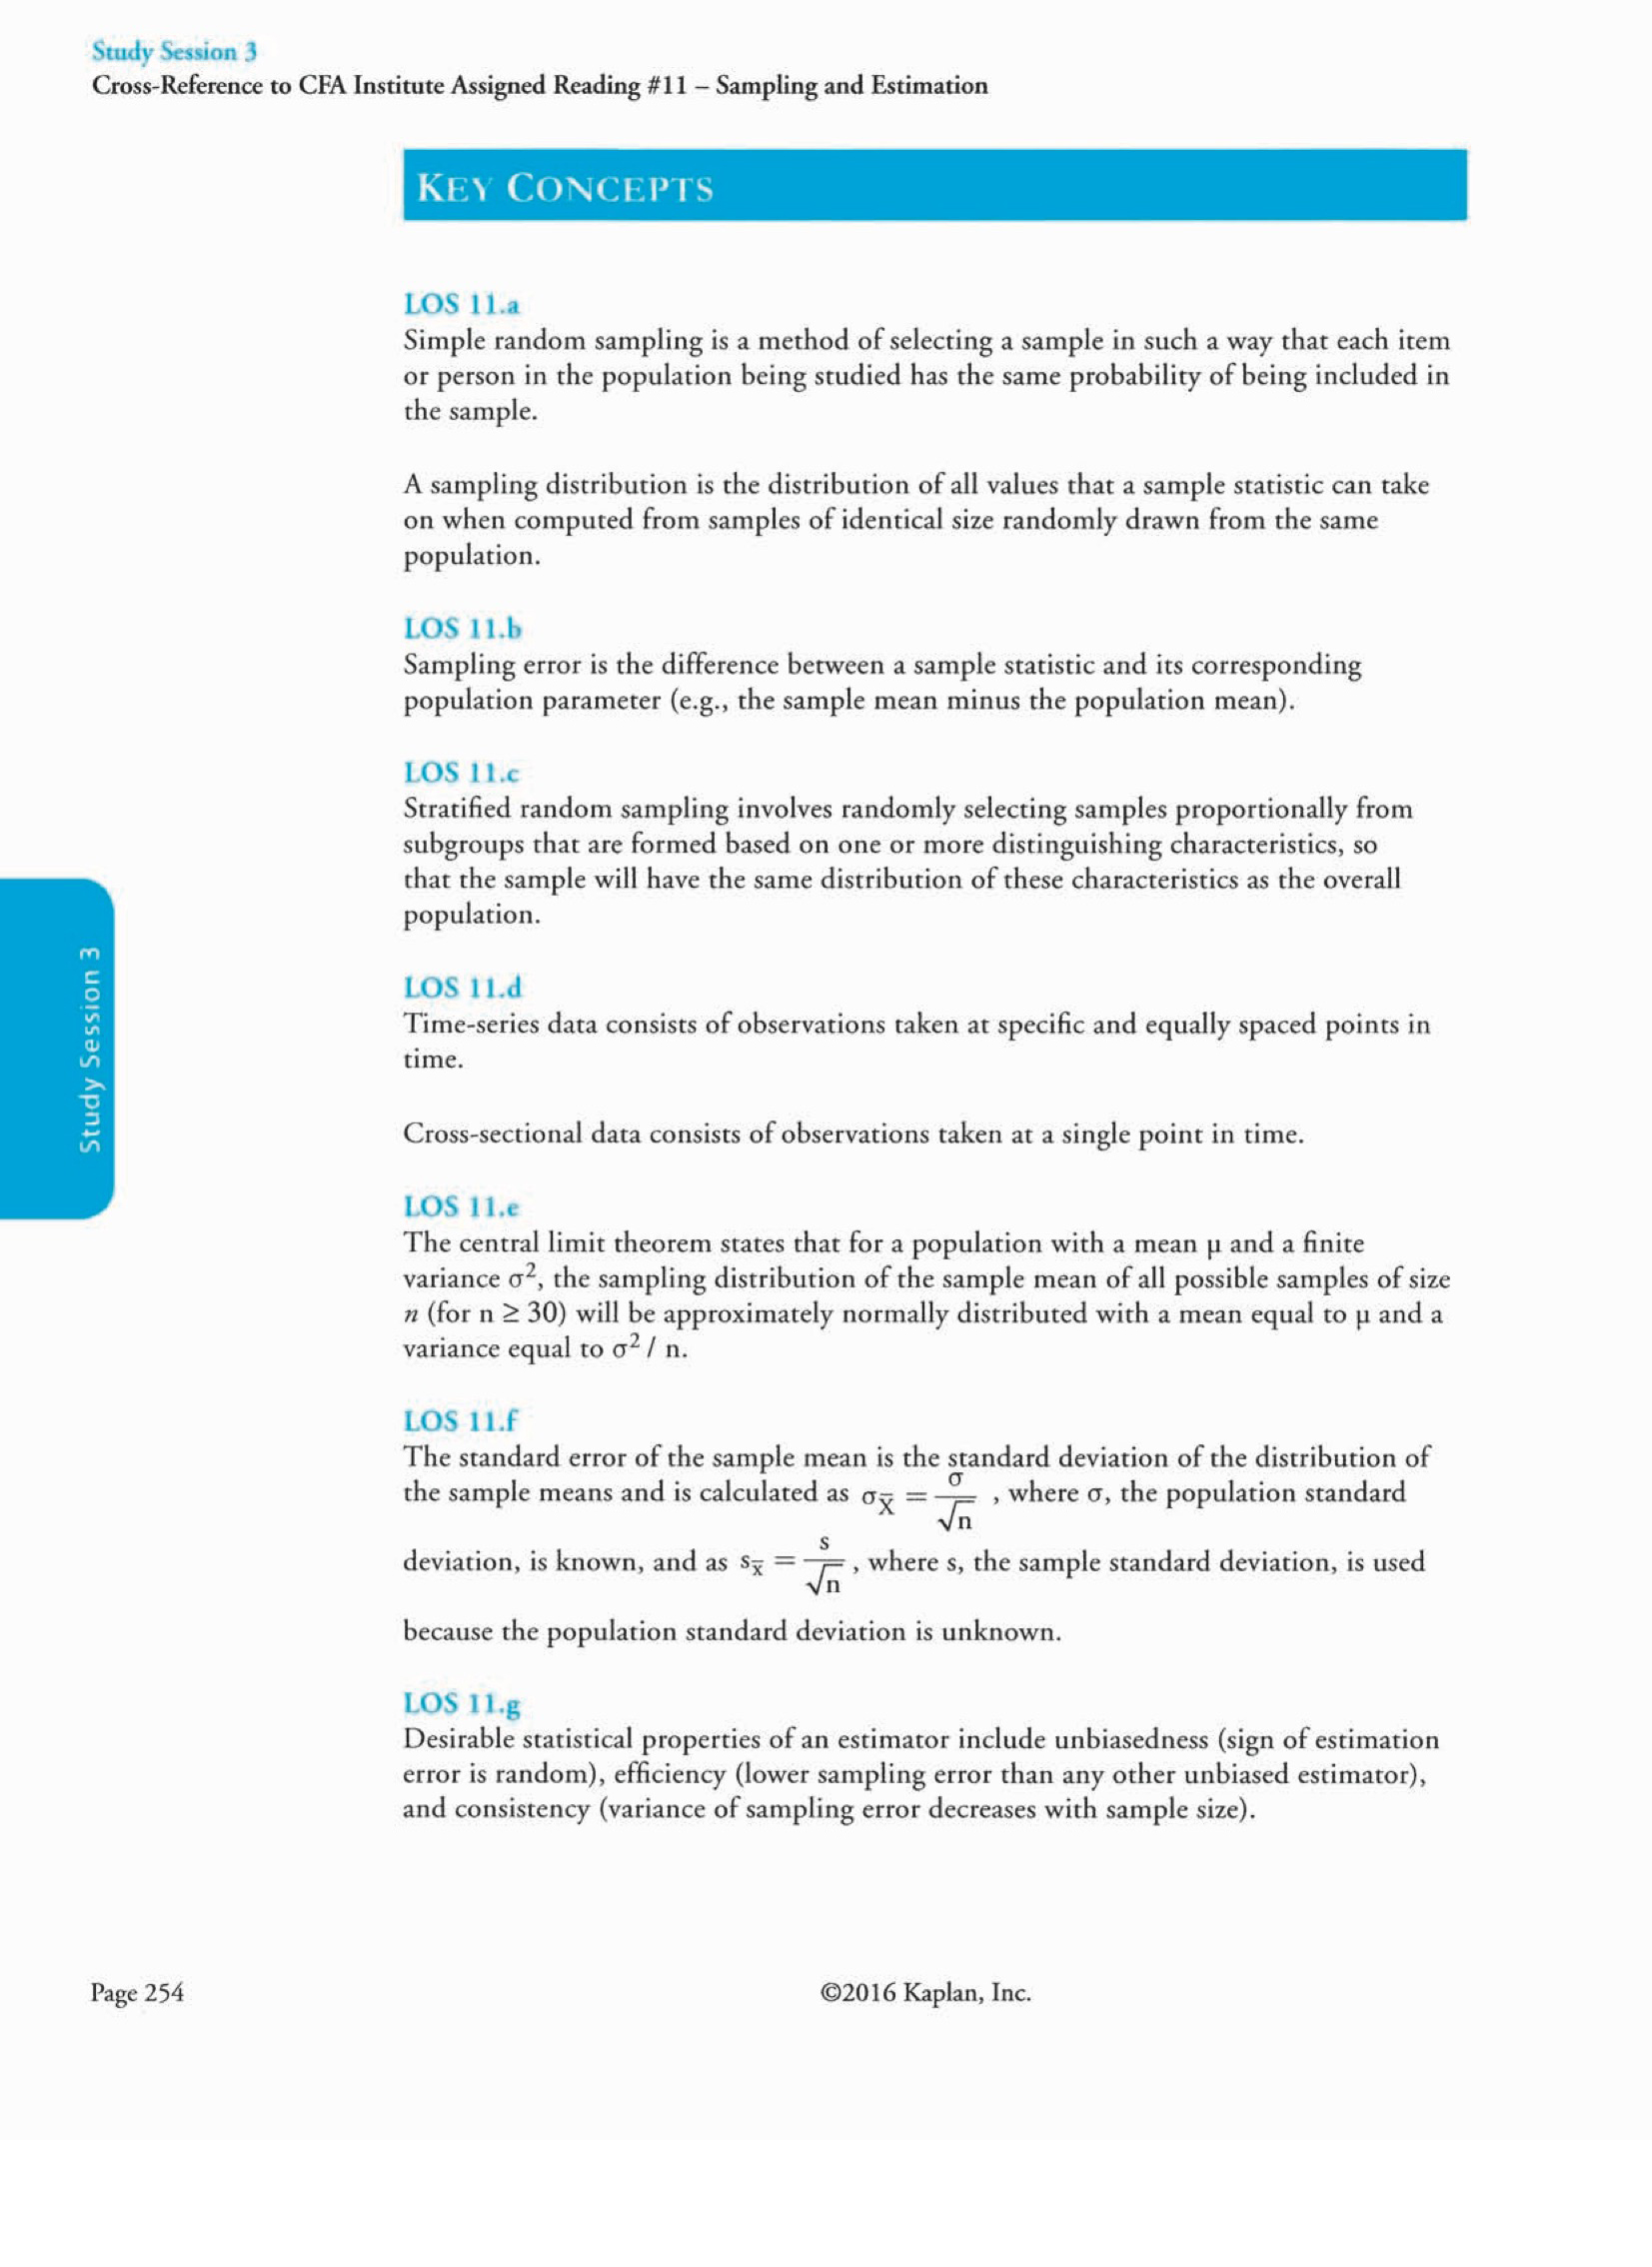 Study Session 3
Cross-Reference to CFA Institute Assigned Reading #11 – Sampling and Estimation
KEY CONCEPTS
LOS 11.a
Simple random sampling is a method of selecting a sample in such a way that each item
or person in the population being studied has the same probability of being included in
the sample.
A sampling distribution is the distribution of all values that a sample statistic can take
on when computed from samples of identical size randomly drawn from the same
population.
LOS 11.b
Sampling error is the difference between a sample statistic and its corresponding
population parameter (e.g., the sample mean minus the population mean).
LOS 11.c
Stratified random sampling involves randomly selecting samples proportionally from
subgroups that are formed based on one or more distinguishing characteristics, so
that the sample will have the same distribution of these characteristics as the overall
population.
Study Session 3
LOS 11.d
Time-series data consists of observations taken at specific and equally spaced points in
time.
Cross-sectional data consists of observations taken at a single point in time.
LOS 11.e
The central limit theorem states that for a population with a mean μ and a finite
variance σ², the sampling distribution of the sample mean of all possible samples of size
n (for n ≥ 30) will be approximately normally distributed with a mean equal to μ and a
variance equal to σ² / n.
LOS 11.f
The standard error of the sample mean is the standard deviation of the distribution of
the sample means and is calculated as σ_X̄ = σ/√n , where σ, the population standard
deviation, is known, and as s_x̄ = s/√n , where s, the sample standard deviation, is used
because the population standard deviation is unknown.
LOS 11.g
Desirable statistical properties of an estimator include unbiasedness (sign of estimation
error is random), efficiency (lower sampling error than any other unbiased estimator),
and consistency (variance of sampling error decreases with sample size).
Page 254
©2016 Kaplan, Inc.